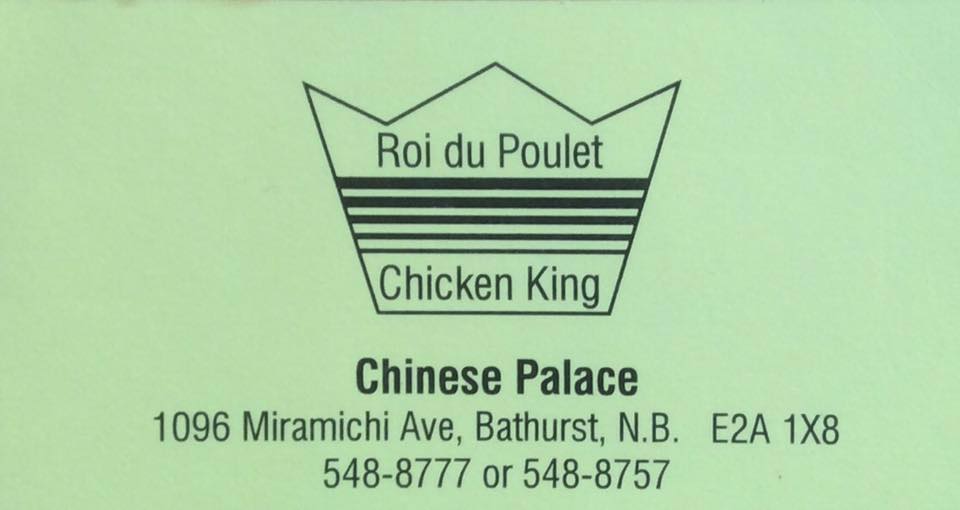 Roi du Poulet
Chicken King
Chinese Palace
1096 Miramichi Ave, Bathurst, N.B. E2A 1X8
548-8777 or 548-8757